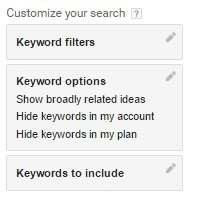 Customize your search [?]
Keyword filters
Keyword options
Show broadly related ideas
Hide keywords in my account
Hide keywords in my plan
Keywords to include